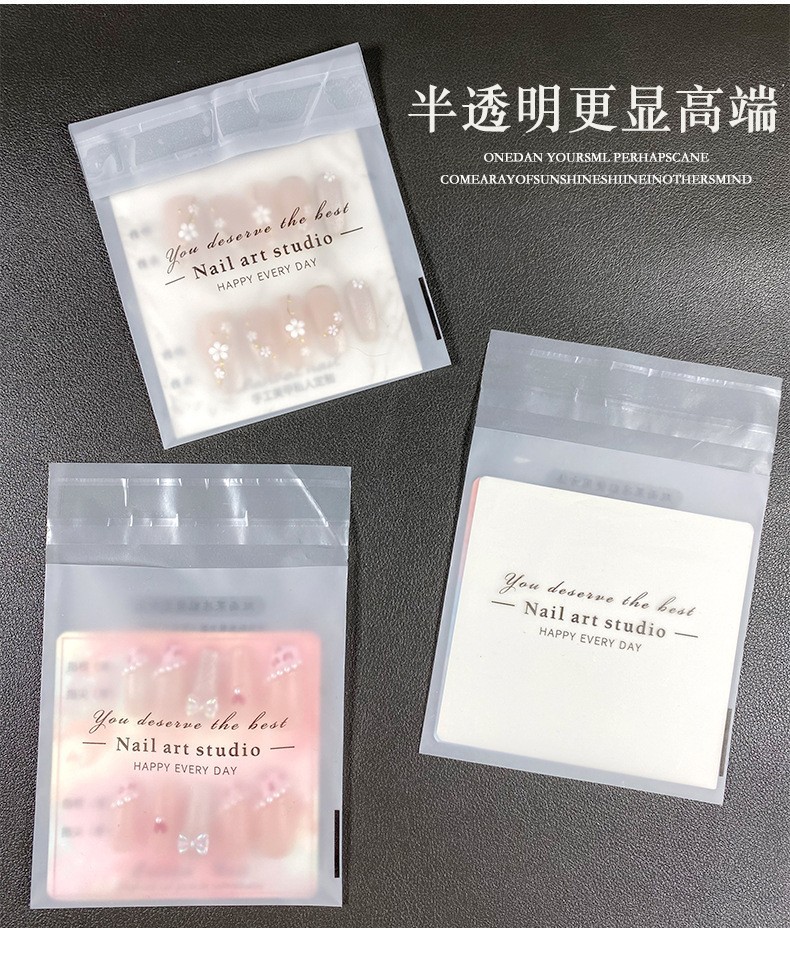 半透明更显高端
ONEDAN YOURSML PERHAPSCANE
COMEARAYOFSUNSHINESHIINEINOTHERSMIND
You deserve the best
Nail art studio
HAPPY EVERY DAY
You deserve the best
Nail art studio
HAPPY EVERY DAY
You deserve the best
Nail art studio
HAPPY EVERY DAY